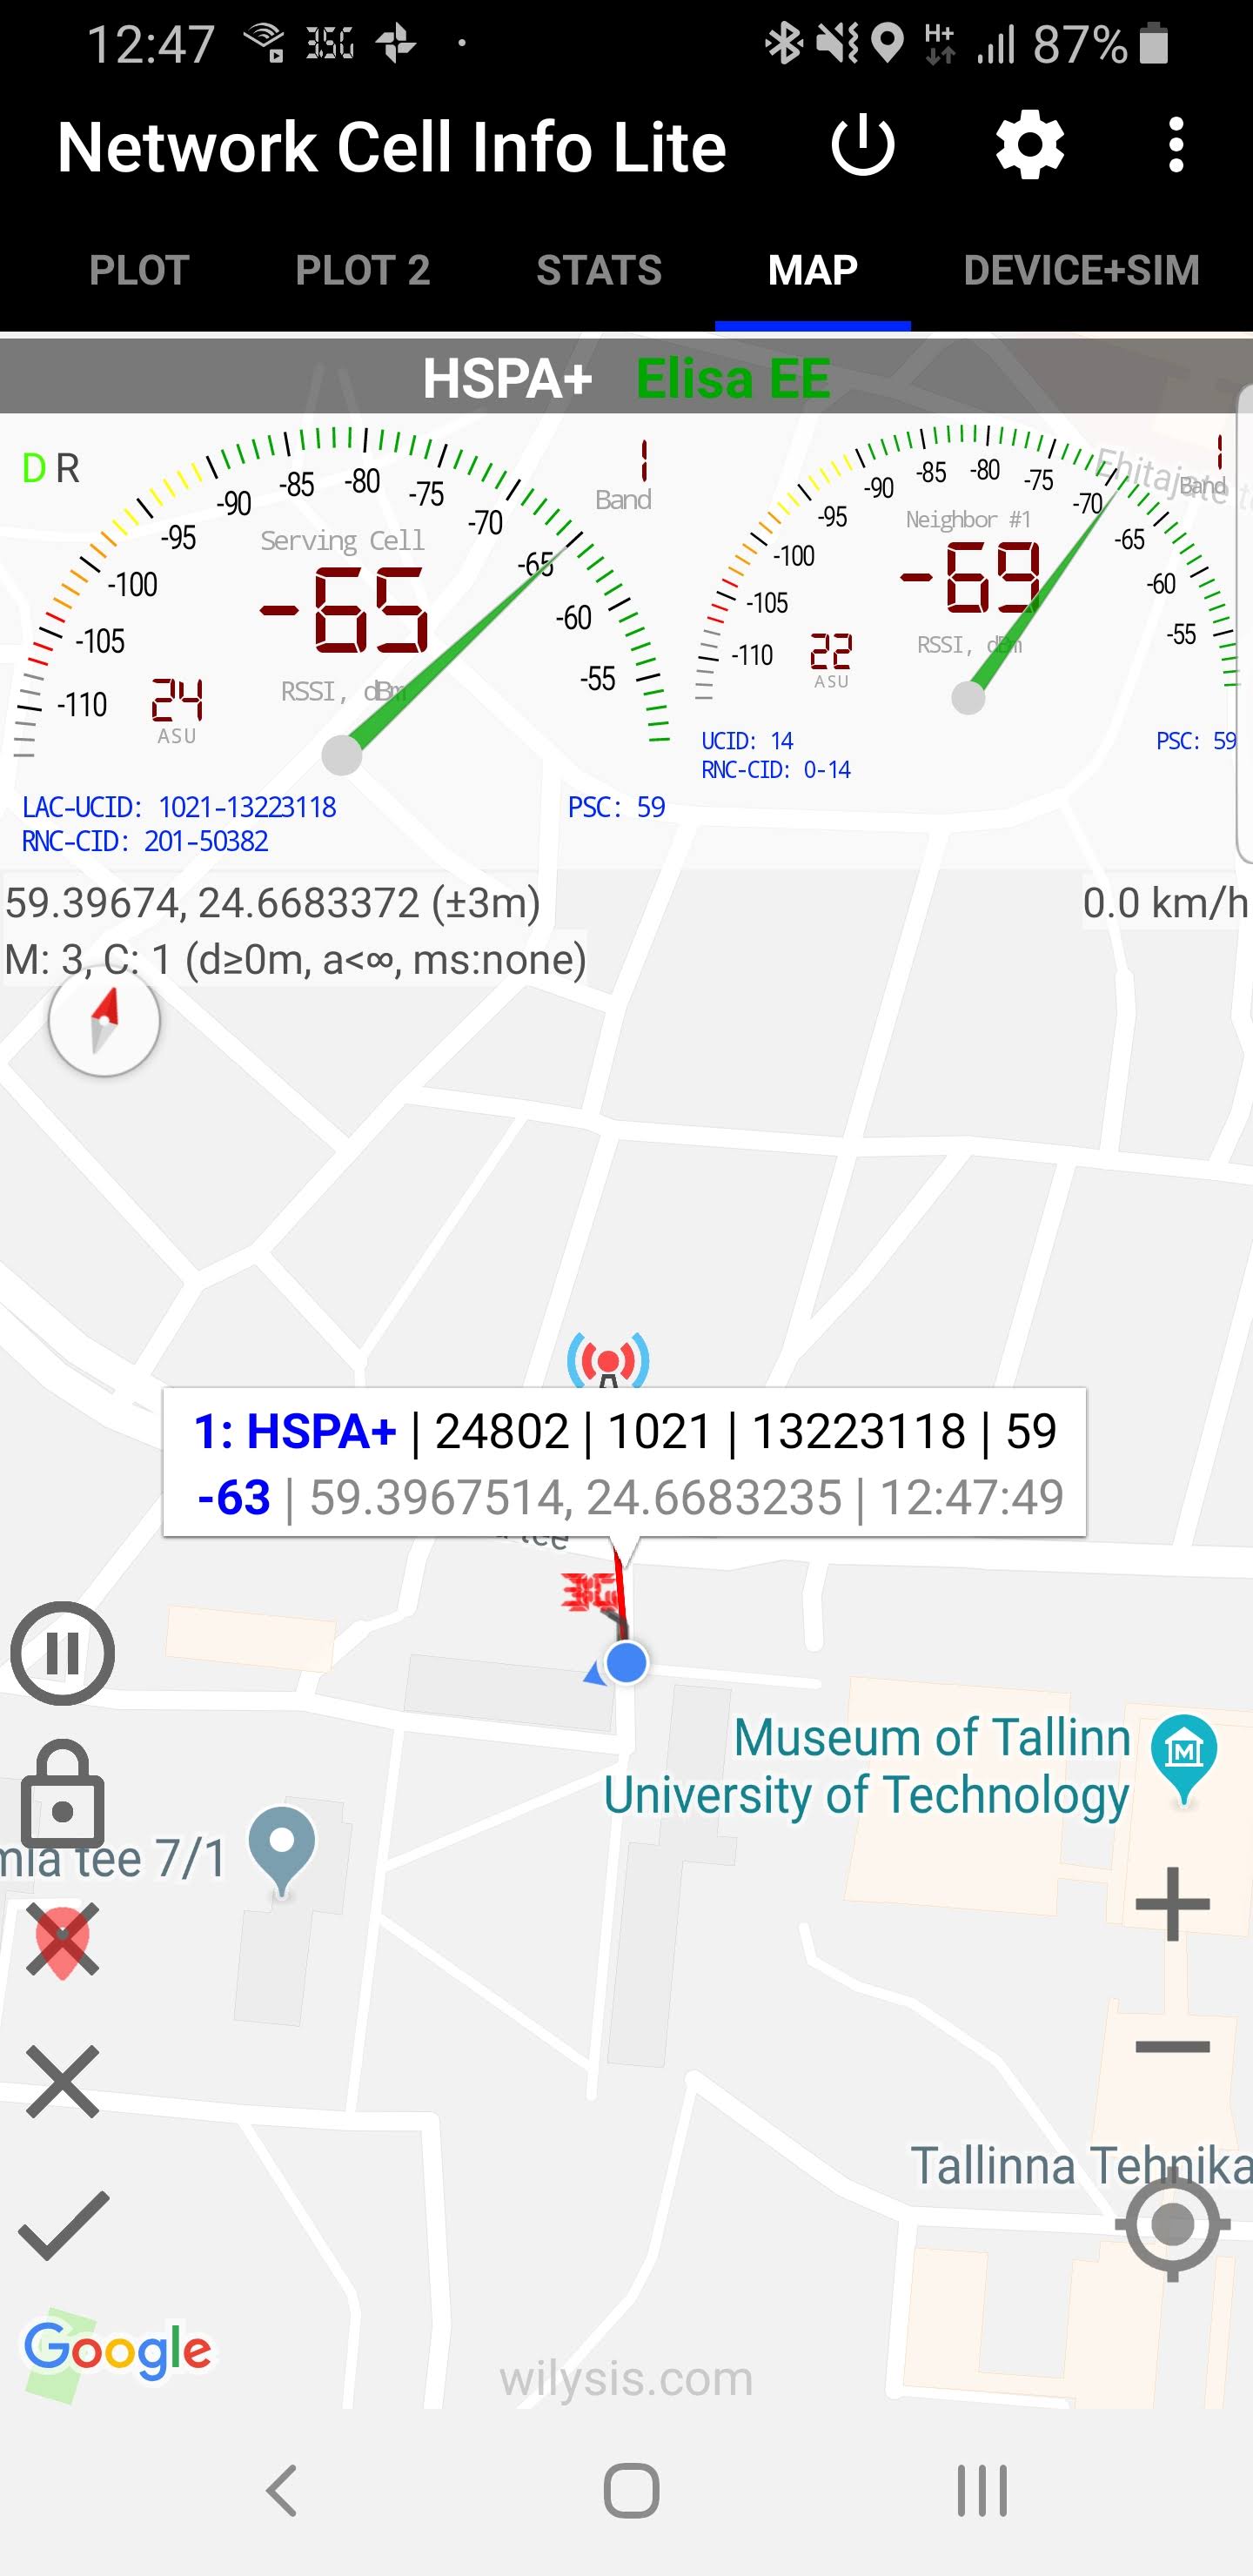 12:47 3G H+ 87%
Network Cell Info Lite
PLOT PLOT 2 STATS MAP DEVICE+SIM
HSPA+ Elisa EE
D R
1
Band
-110 -105 -100 -95 -90 -85 -80 -75 -70 -65 -60 -55
Serving Cell
-65
RSSI, dBm
24
ASU
LAC-UCID: 1021-13223118 PSC: 59
RNC-CID: 201-50382
1
Band
Ehitajate
-110 -105 -100 -95 -90 -85 -80 -75 -70 -65 -60 -55
Neighbor #1
-69
RSSI, dBm
22
ASU
UCID: 14 PSC: 59
RNC-CID: 0-14
59.39674, 24.6683372 (±3m) 0.0 km/h
M: 3, C: 1 (d≥0m, a<∞, ms:none)
1: HSPA+ | 24802 | 1021 | 13223118 | 59
-63 | 59.3967514, 24.6683235 | 12:47:49
tee
3G
Museum of Tallinn
University of Technology
mia tee 7/1
Tallinna Tehnika
Google
wilysis.com